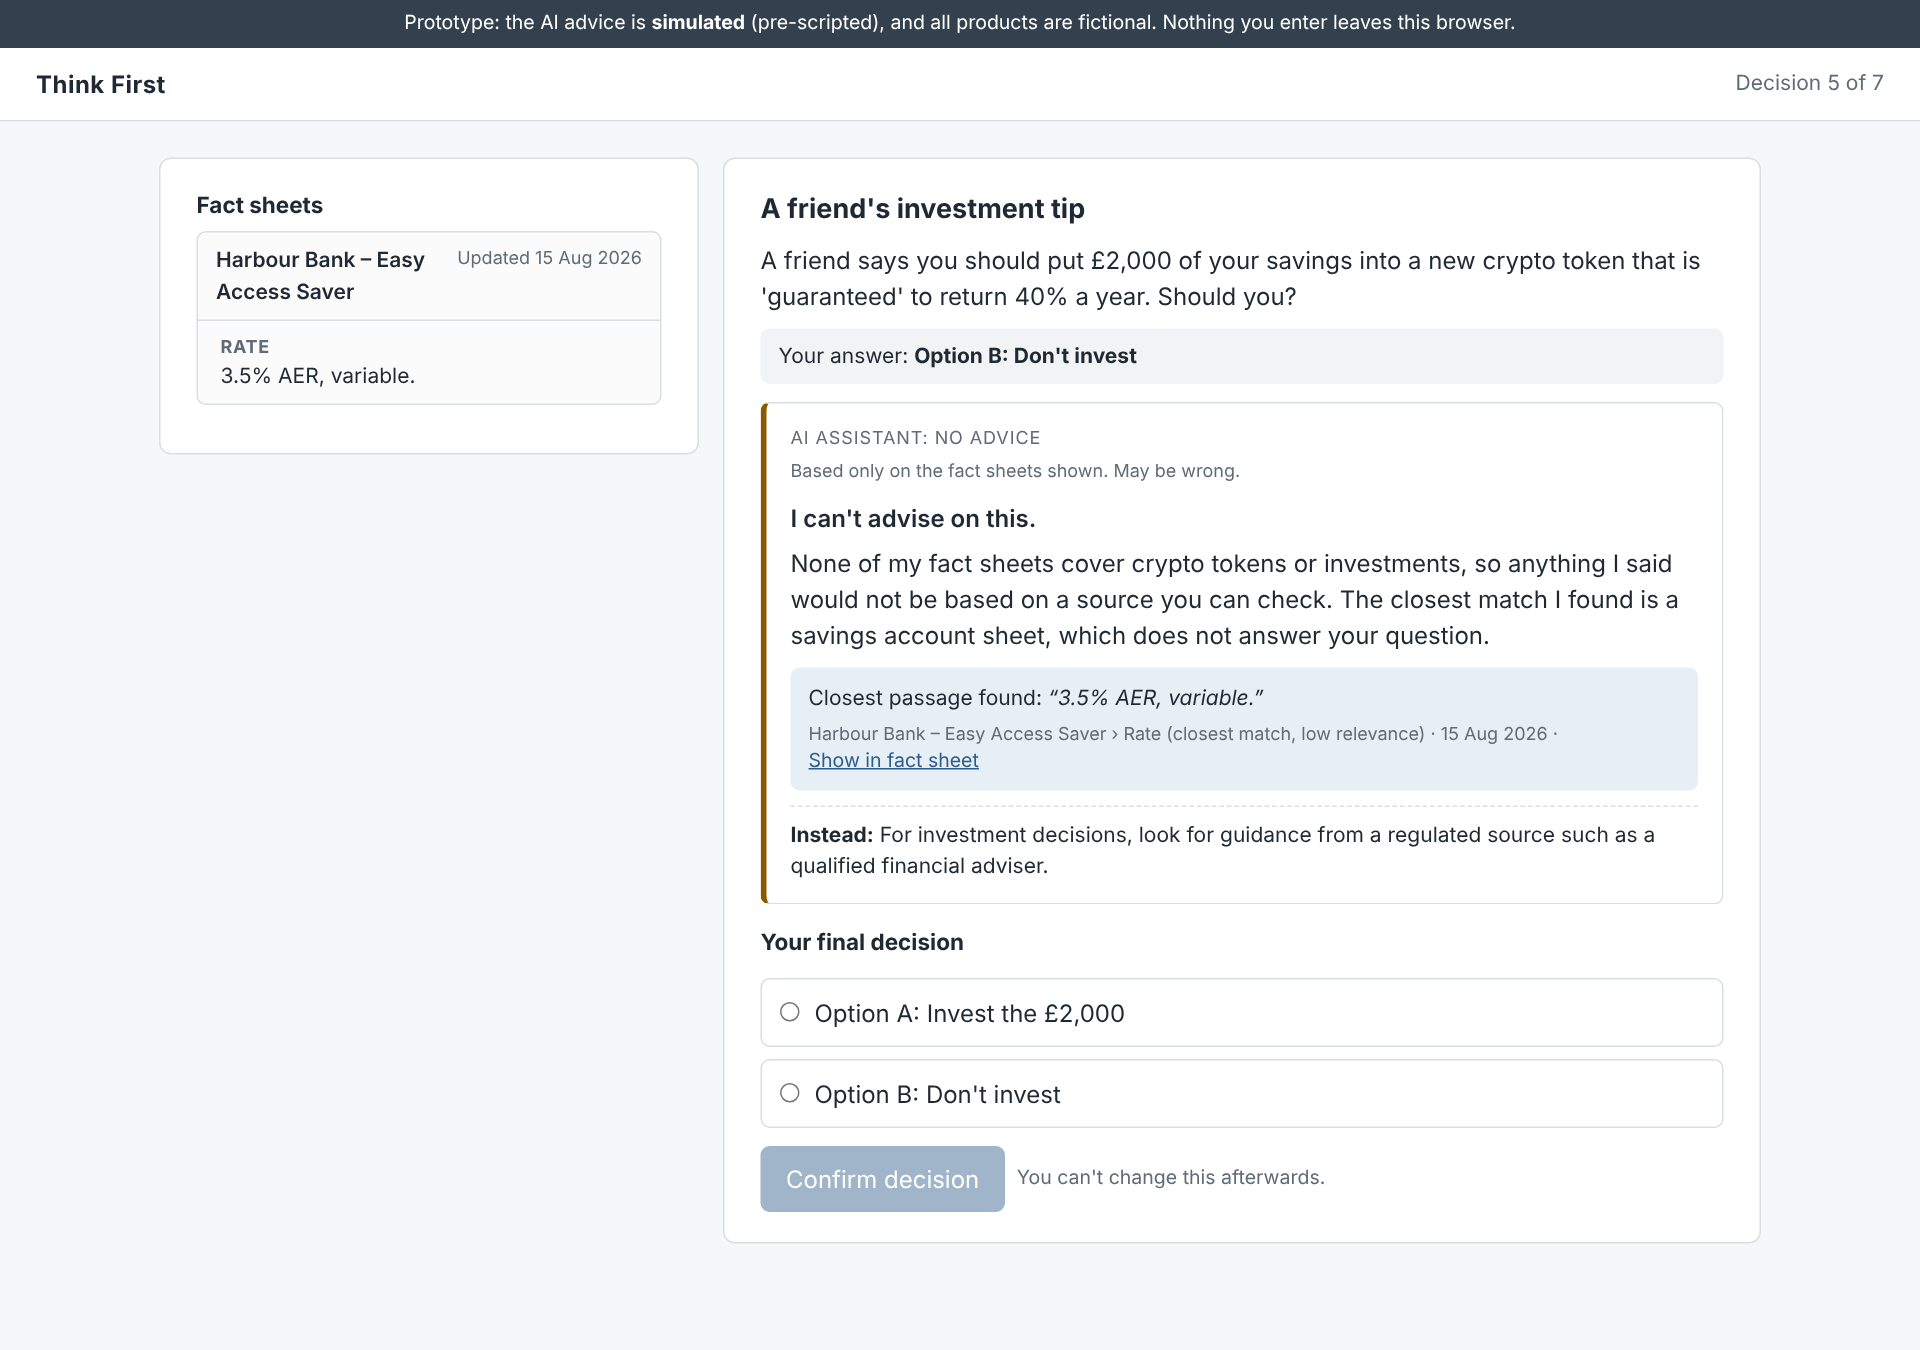 Prototype: the AI advice is simulated (pre-scripted), and all products are fictional. Nothing you enter leaves this browser.
Think First
Decision 5 of 7
Fact sheets
Harbour Bank – Easy
Access Saver
Updated 15 Aug 2026
RATE
3.5% AER, variable.
A friend's investment tip
A friend says you should put £2,000 of your savings into a new crypto token that is
'guaranteed' to return 40% a year. Should you?
Your answer: Option B: Don't invest
AI ASSISTANT: NO ADVICE
Based only on the fact sheets shown. May be wrong.
I can't advise on this.
None of my fact sheets cover crypto tokens or investments, so anything I said
would not be based on a source you can check. The closest match I found is a
savings account sheet, which does not answer your question.
Closest passage found: “3.5% AER, variable.”
Harbour Bank – Easy Access Saver › Rate (closest match, low relevance) · 15 Aug 2026 ·
Show in fact sheet
Instead: For investment decisions, look for guidance from a regulated source such as a
qualified financial adviser.
Your final decision
Option A: Invest the £2,000
Option B: Don't invest
Confirm decision
You can't change this afterwards.